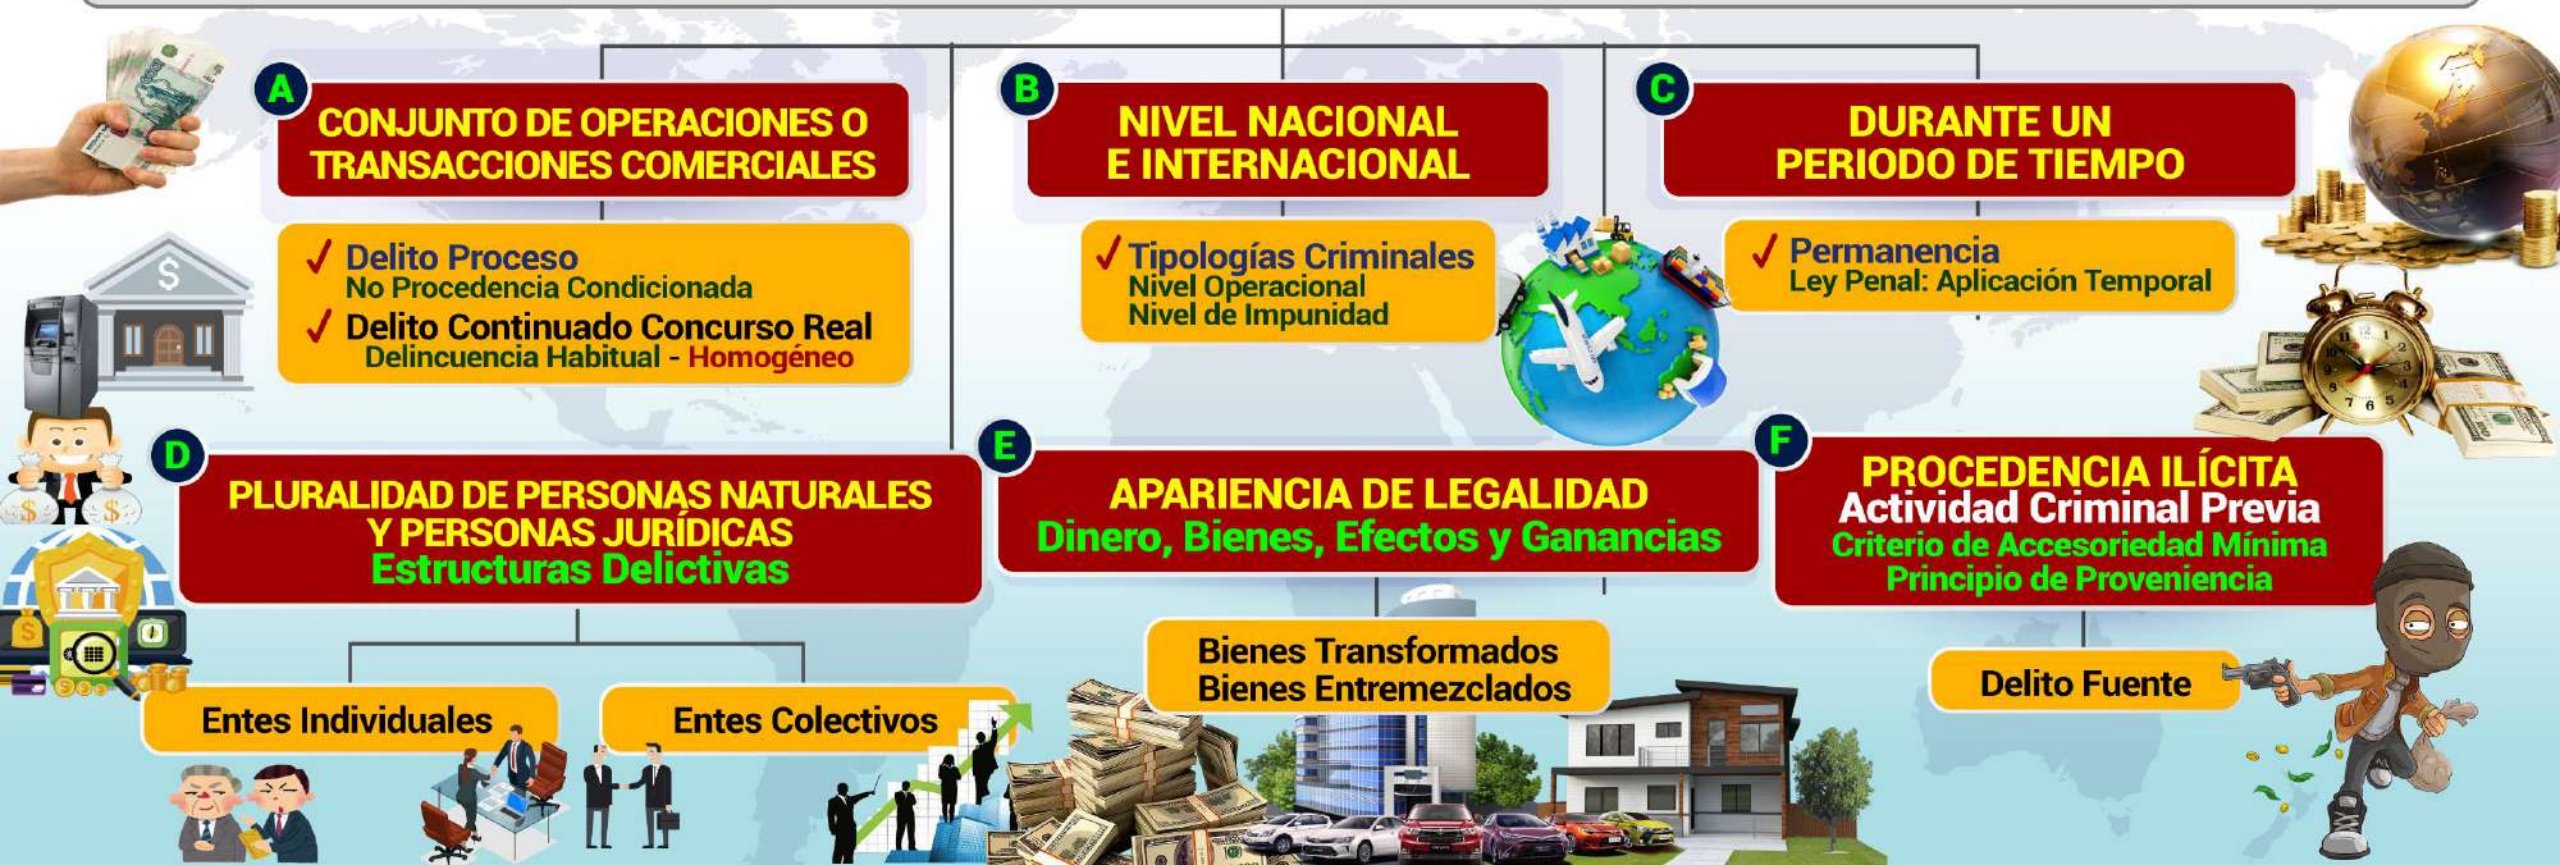 A
CONJUNTO DE OPERACIONES O
TRANSACCIONES COMERCIALES
✓ Delito Proceso
No Procedencia Condicionada
✓ Delito Continuado Concurso Real
Delincuencia Habitual - Homogéneo
B
NIVEL NACIONAL
E INTERNACIONAL
✓ Tipologías Criminales
Nivel Operacional
Nivel de Impunidad
C
DURANTE UN
PERIODO DE TIEMPO
✓ Permanencia
Ley Penal: Aplicación Temporal
D
PLURALIDAD DE PERSONAS NATURALES
Y PERSONAS JURÍDICAS
Estructuras Delictivas
Entes Individuales
Entes Colectivos
E
APARIENCIA DE LEGALIDAD
Dinero, Bienes, Efectos y Ganancias
Bienes Transformados
Bienes Entremezclados
F
PROCEDENCIA ILÍCITA
Actividad Criminal Previa
Criterio de Accesoriedad Mínima
Principio de Proveniencia
Delito Fuente